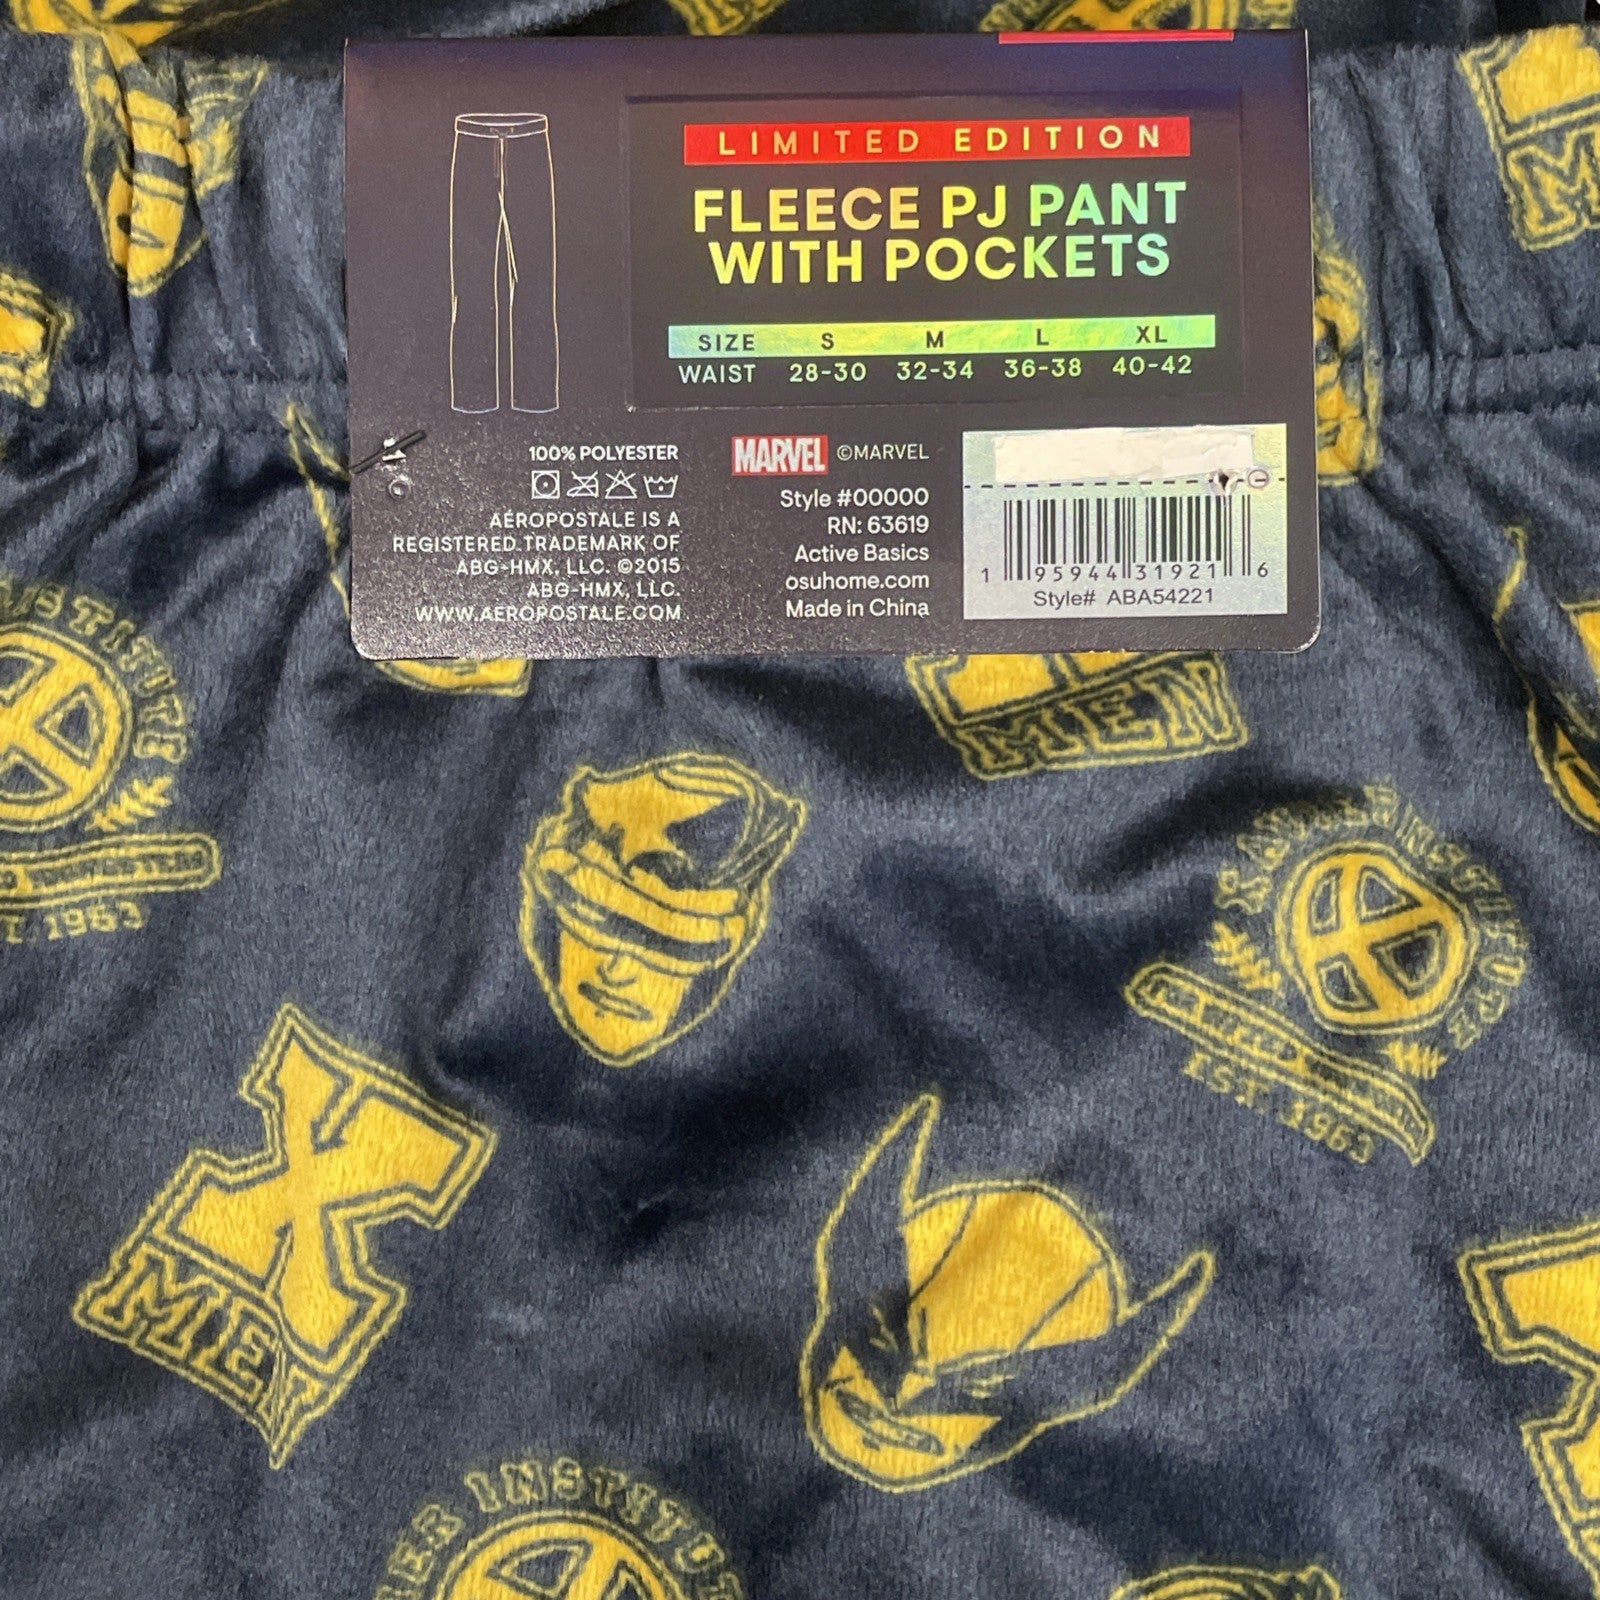 LIMITED EDITION
FLEECE PJ PANT
WITH POCKETS
SIZE S M L XL
WAIST 28-30 32-34 36-38 40-42
100% POLYESTER
AÉROPOSTALE IS A
REGISTERED TRADEMARK OF
ABG-HMX, LLC. ©2015
ABG-HMX, LLC.
WWW.AEROPOSTALE.COM
MARVEL ©MARVEL
Style #00000
RN: 63619
Active Basics
osuhome.com
Made in China
1 95944 31921 6
Style# ABA54221
MEN
INSTITUTE
1963
MEN
INSTITUTE
EST. 1963
X
MEN
INSTITU